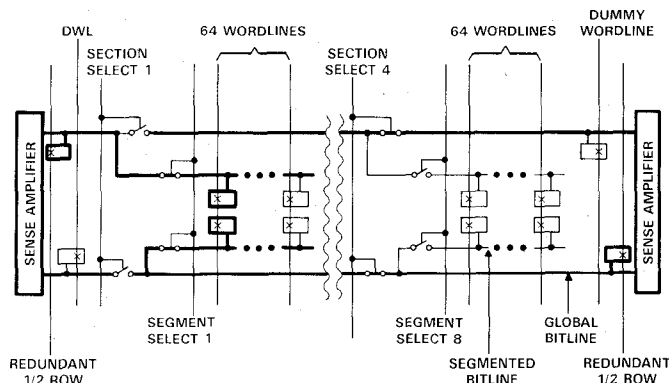 DUMMY
WORDLINE
DWL
64 WORDLINES
64 WORDLINES
SECTION
SELECT 1
SECTION
SELECT 4
SENSE AMPLIFIER
SENSE AMPLIFIER
SEGMENT
SELECT 1
SEGMENT
SELECT 8
GLOBAL
BITLINE
REDUNDANT
1/2 ROW
SEGMENTED
BITLINE
REDUNDANT
1/2 ROW